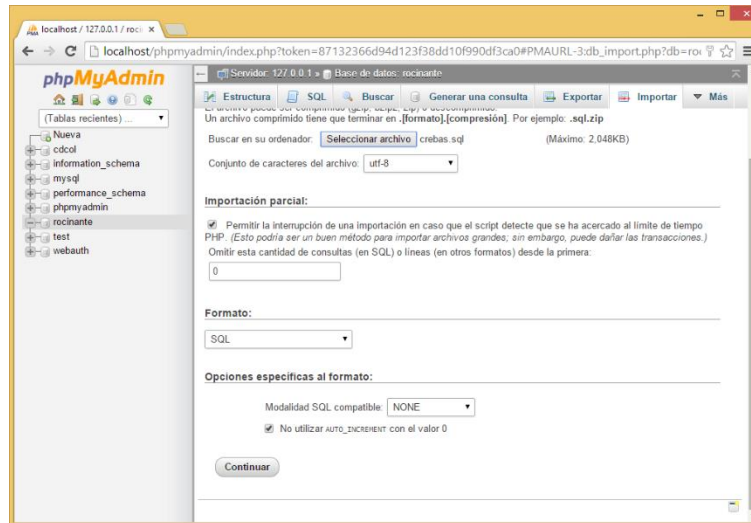 localhost / 127.0.0.1 / roci
localhost/phpmyadmin/index.php?token=87132366d94d123f38dd10f990df3ca0#PMAURL-3:db_import.php?db=roc
phpMyAdmin
(Tablas recientes) ...
Nueva
cdcol
information_schema
mysql
performance_schema
phpmyadmin
rocinante
test
webauth
Servidor: 127.0.0.1 » Base de datos: rocinante
Estructura SQL Buscar Generar una consulta Exportar Importar Más
Un archivo comprimido tiene que terminar en .[formato].[compresión]. Por ejemplo: .sql.zip
Buscar en su ordenador: Seleccionar archivo crebas.sql (Máximo: 2,048KB)
Conjunto de caracteres del archivo: utf-8
Importación parcial:
Permitir la interrupción de una importación en caso que el script detecte que se ha acercado al límite de tiempo
PHP. (Esto podría ser un buen método para importar archivos grandes; sin embargo, puede dañar las transacciones.)
Omitir esta cantidad de consultas (en SQL) o líneas (en otros formatos) desde la primera:
0
Formato:
SQL
Opciones específicas al formato:
Modalidad SQL compatible: NONE
No utilizar AUTO_INCREMENT con el valor 0
Continuar